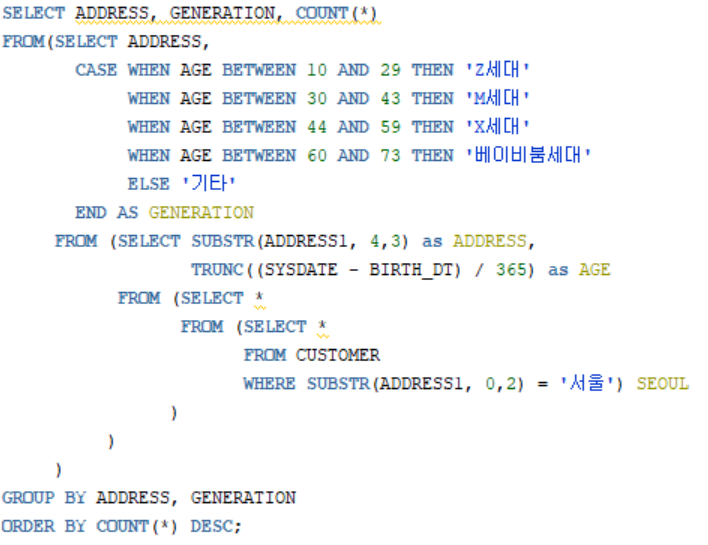 SELECT ADDRESS, GENERATION, COUNT(*)
FROM(SELECT ADDRESS,
CASE WHEN AGE BETWEEN 10 AND 29 THEN 'Z세대'
WHEN AGE BETWEEN 30 AND 43 THEN 'M세대'
WHEN AGE BETWEEN 44 AND 59 THEN 'X세대'
WHEN AGE BETWEEN 60 AND 73 THEN '베이비붐세대'
ELSE '기타'
END AS GENERATION
FROM (SELECT SUBSTR(ADDRESS1, 4,3) as ADDRESS,
TRUNC((SYSDATE - BIRTH_DT) / 365) as AGE
FROM (SELECT *
FROM (SELECT *
FROM CUSTOMER
WHERE SUBSTR(ADDRESS1, 0,2) = '서울') SEOUL
)
)
)
GROUP BY ADDRESS, GENERATION
ORDER BY COUNT(*) DESC;